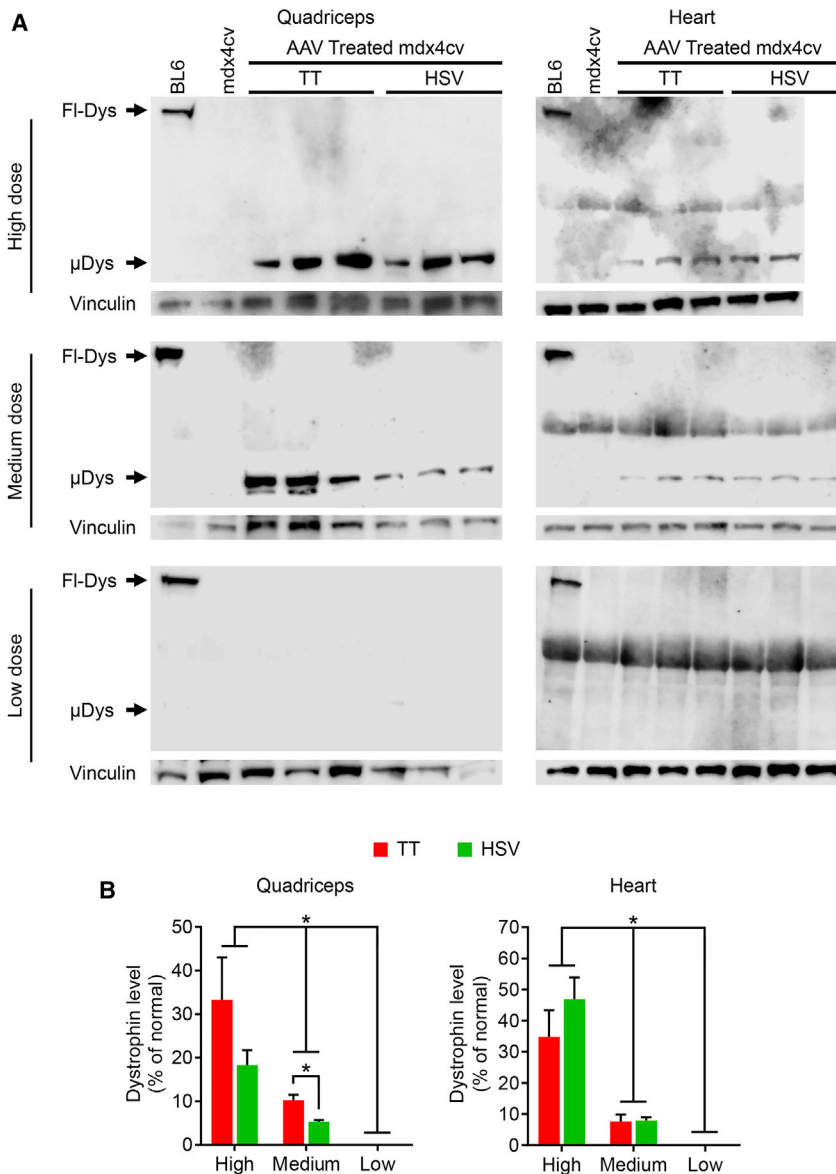 A
Quadriceps
Heart
BL6
mdx4cv
AAV Treated mdx4cv
TT
HSV
BL6
mdx4cv
AAV Treated mdx4cv
TT
HSV
High dose
Fl-Dys
µDys
Vinculin
Medium dose
Fl-Dys
µDys
Vinculin
Low dose
Fl-Dys
µDys
Vinculin
TT
HSV
B
Quadriceps
Dystrophin level
(% of normal)
50
40
30
20
10
0
*
*
High
Medium
Low
Heart
Dystrophin level
(% of normal)
70
60
50
40
30
20
10
0
*
High
Medium
Low